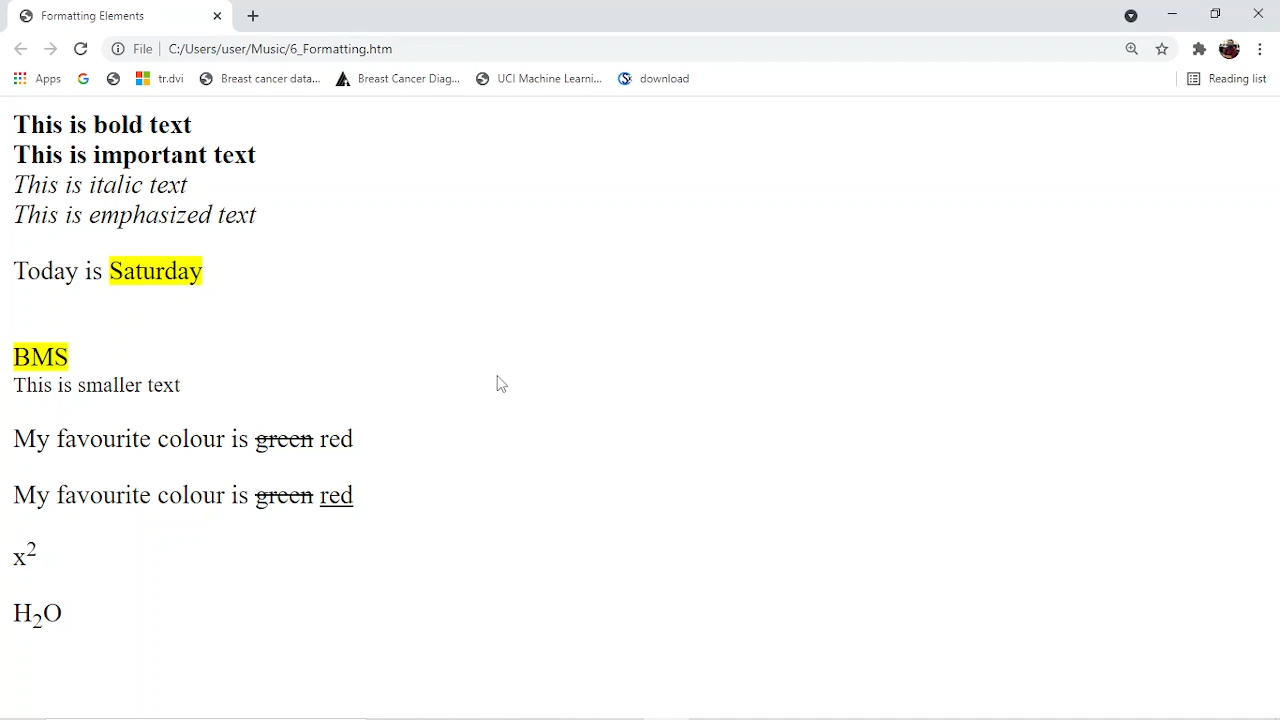 Formatting Elements
File C:/Users/user/Music/6_Formatting.htm
Apps tr.dvi Breast cancer data... Breast Cancer Diag... UCI Machine Learni... download Reading list
This is bold text
This is important text
This is italic text
This is emphasized text
Today is Saturday
BMS
This is smaller text
My favourite colour is green red
My favourite colour is green red
x²
H₂O